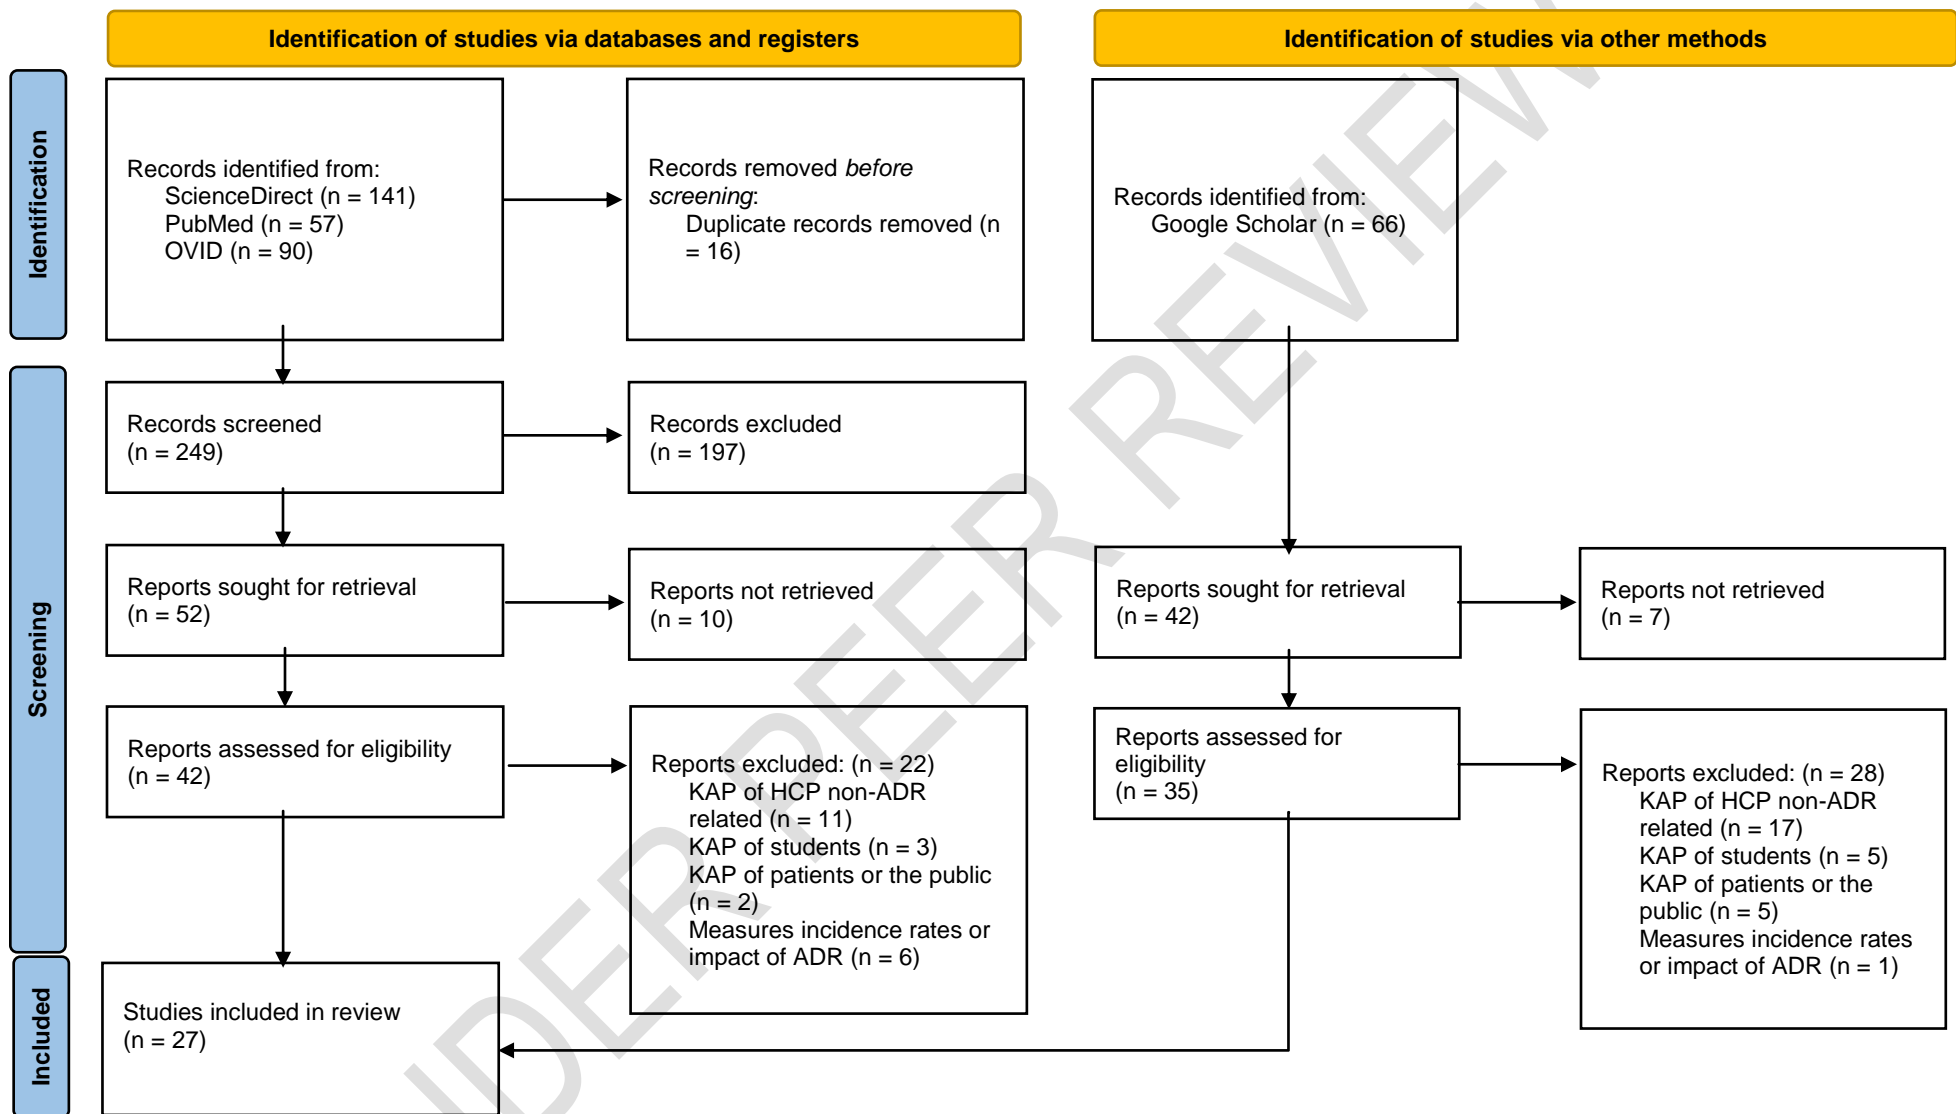 Identification of studies via databases and registers
Identification of studies via other methods
Identification
Records identified from:
ScienceDirect (n = 141)
PubMed (n = 57)
OVID (n = 90)
Records removed before
screening:
Duplicate records removed (n
= 16)
Records identified from:
Google Scholar (n = 66)
Screening
Records screened
(n = 249)
Records excluded
(n = 197)
Reports sought for retrieval
(n = 52)
Reports not retrieved
(n = 10)
Reports sought for retrieval
(n = 42)
Reports not retrieved
(n = 7)
Reports assessed for eligibility
(n = 42)
Reports excluded: (n = 22)
KAP of HCP non-ADR
related (n = 11)
KAP of students (n = 3)
KAP of patients or the public
(n = 2)
Measures incidence rates or
impact of ADR (n = 6)
Reports assessed for
eligibility
(n = 35)
Reports excluded: (n = 28)
KAP of HCP non-ADR
related (n = 17)
KAP of students (n = 5)
KAP of patients or the
public (n = 5)
Measures incidence rates
or impact of ADR (n = 1)
Included
Studies included in review
(n = 27)
DER PEER REVIEW